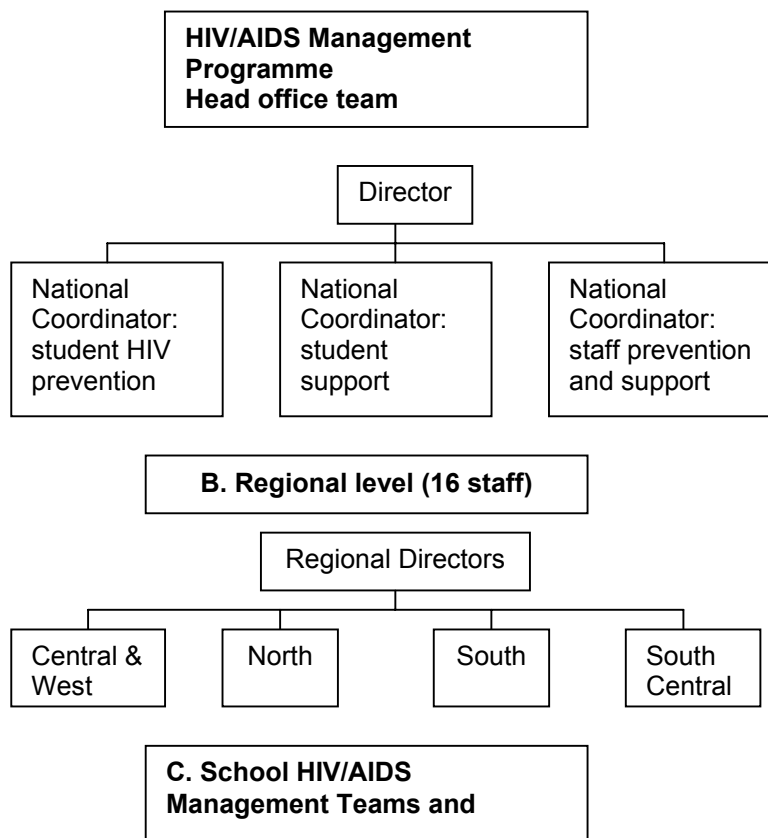 HIV/AIDS Management
Programme
Head office team
Director
National
Coordinator:
student HIV
prevention
National
Coordinator:
student
support
National
Coordinator:
staff prevention
and support
B. Regional level (16 staff)
Regional Directors
Central &
West
North
South
South
Central
C. School HIV/AIDS
Management Teams and